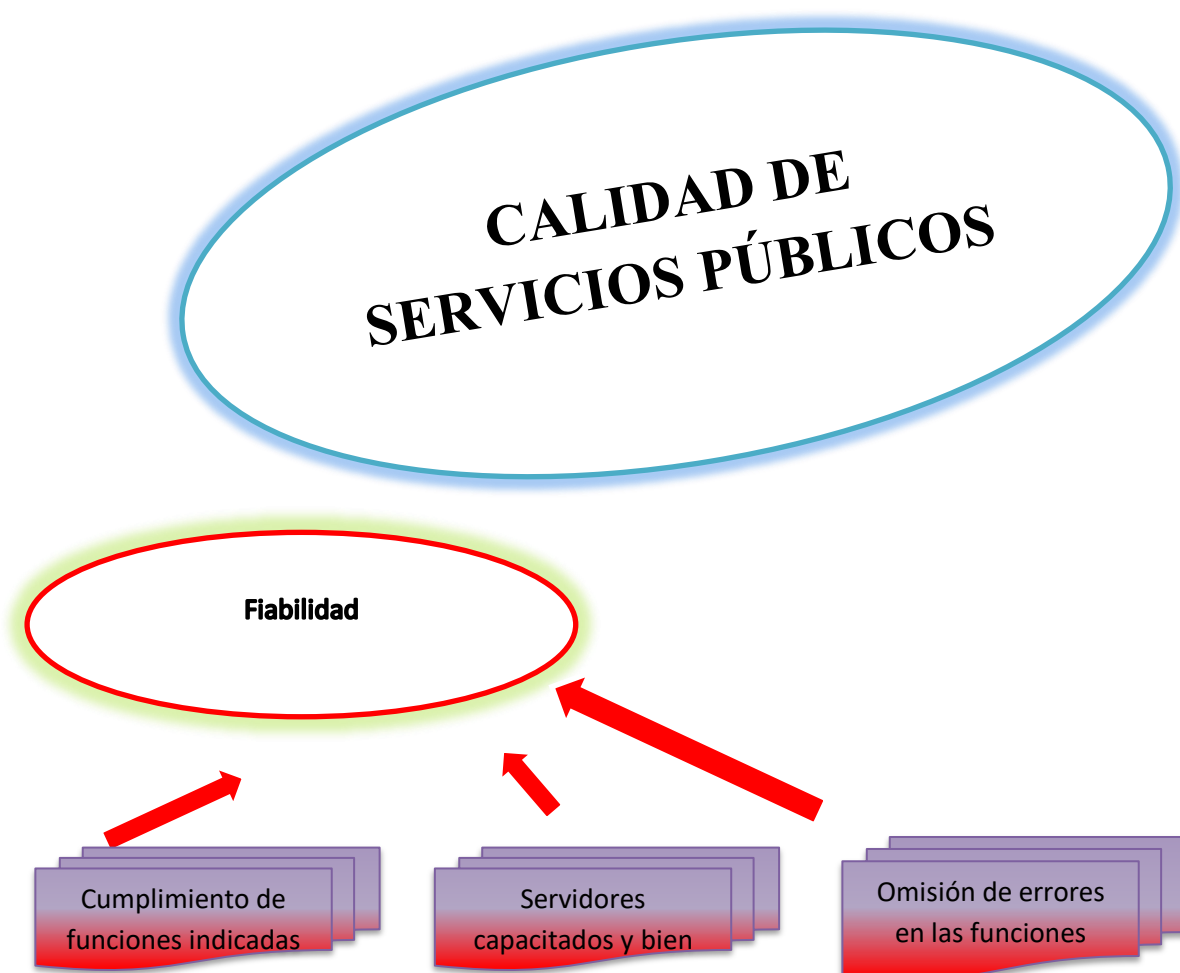 CALIDAD DE
SERVICIOS PÚBLICOS
Fiabilidad
Cumplimiento de
funciones indicadas
Servidores
capacitados y bien
Omisión de errores
en las funciones